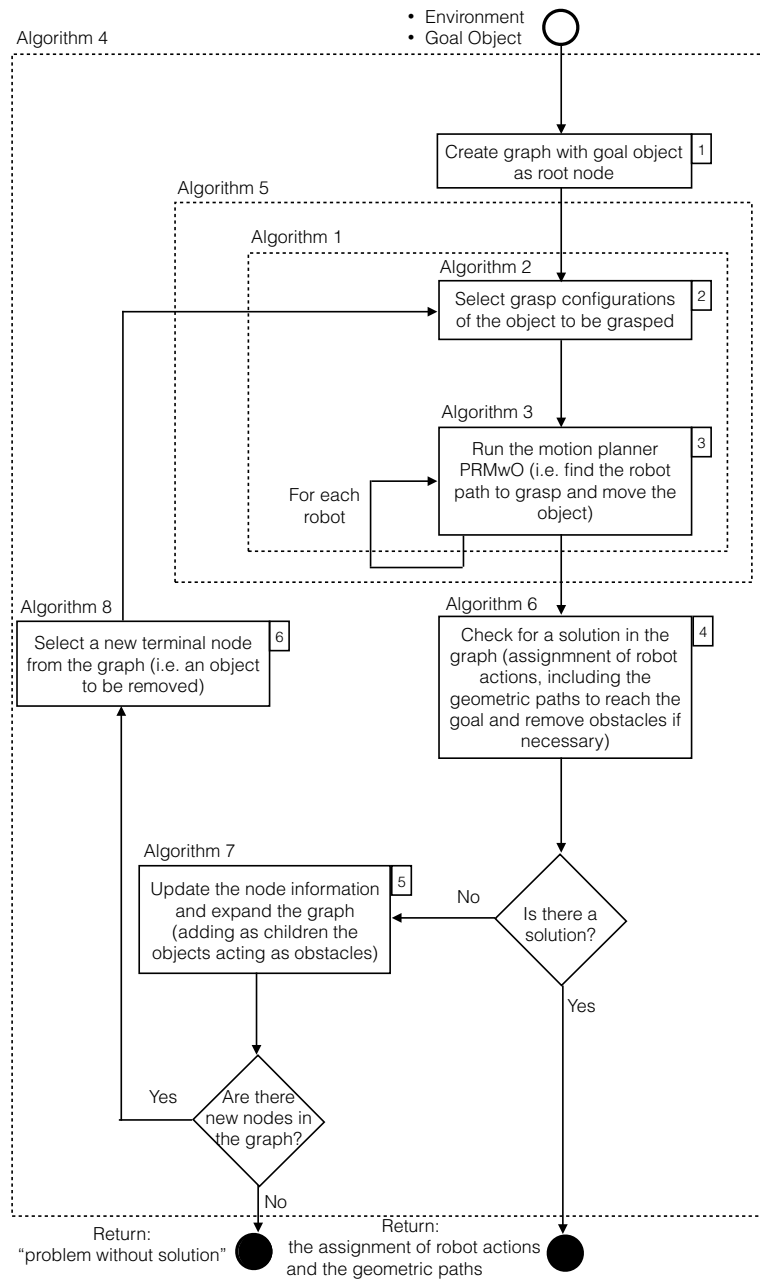 • Environment
• Goal Object
Algorithm 4
Create graph with goal object
as root node
1
Algorithm 5
Algorithm 1
Algorithm 2
Select grasp configurations
of the object to be grasped
2
Algorithm 3
Run the motion planner
PRMwO (i.e. find the robot
path to grasp and move the
object)
3
For each
robot
Algorithm 6
Check for a solution in the
graph (assignmnent of robot
actions, including the
geometric paths to reach the
goal and remove obstacles if
necessary)
4
Algorithm 8
Select a new terminal node
from the graph (i.e. an object
to be removed)
6
Algorithm 7
Update the node information
and expand the graph
(adding as children the
objects acting as obstacles)
5
No
Is there a
solution?
Yes
Yes
Are there
new nodes in
the graph?
No
Return:
“problem without solution”
Return:
the assignment of robot actions
and the geometric paths